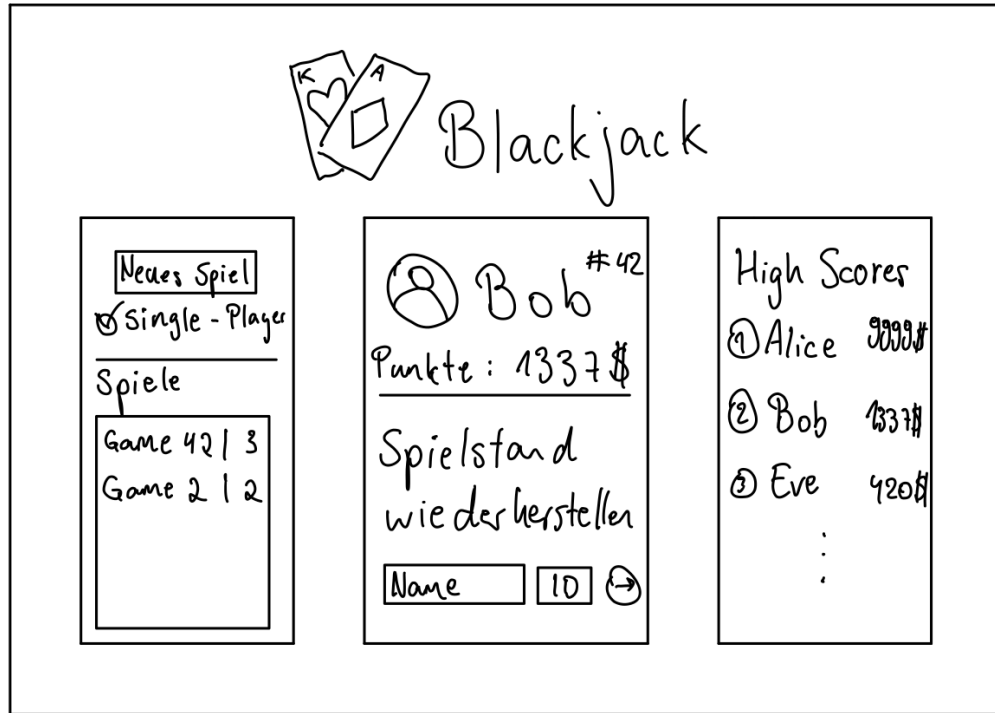 K
A
Blackjack
Neues Spiel
Single-Player
Spiele
Game 42 | 3
Game 2 | 2
Bob #42
Punkte: 1337$
Spielstand
wiederherstellen
Name
10
High Scores
1 Alice 9999$
2 Bob 1337$
3 Eve 420$